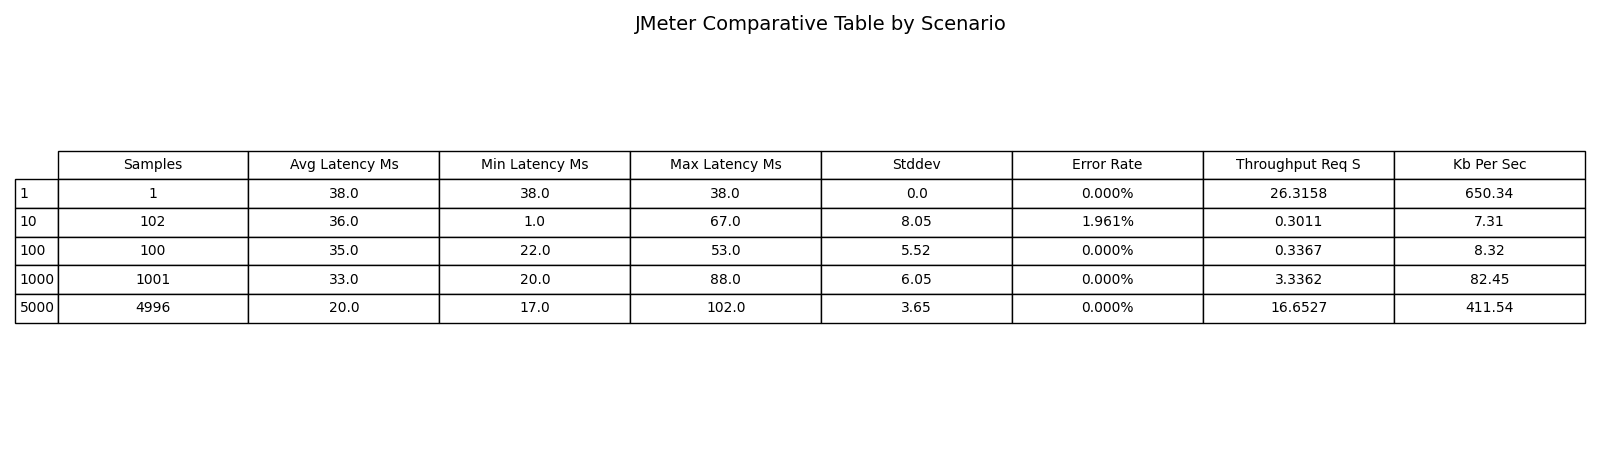 JMeter Comparative Table by Scenario
Samples Avg Latency Ms Min Latency Ms Max Latency Ms Stddev Error Rate Throughput Req S Kb Per Sec
1 1 38.0 38.0 38.0 0.0 0.000% 26.3158 650.34
10 102 36.0 1.0 67.0 8.05 1.961% 0.3011 7.31
100 100 35.0 22.0 53.0 5.52 0.000% 0.3367 8.32
1000 1001 33.0 20.0 88.0 6.05 0.000% 3.3362 82.45
5000 4996 20.0 17.0 102.0 3.65 0.000% 16.6527 411.54